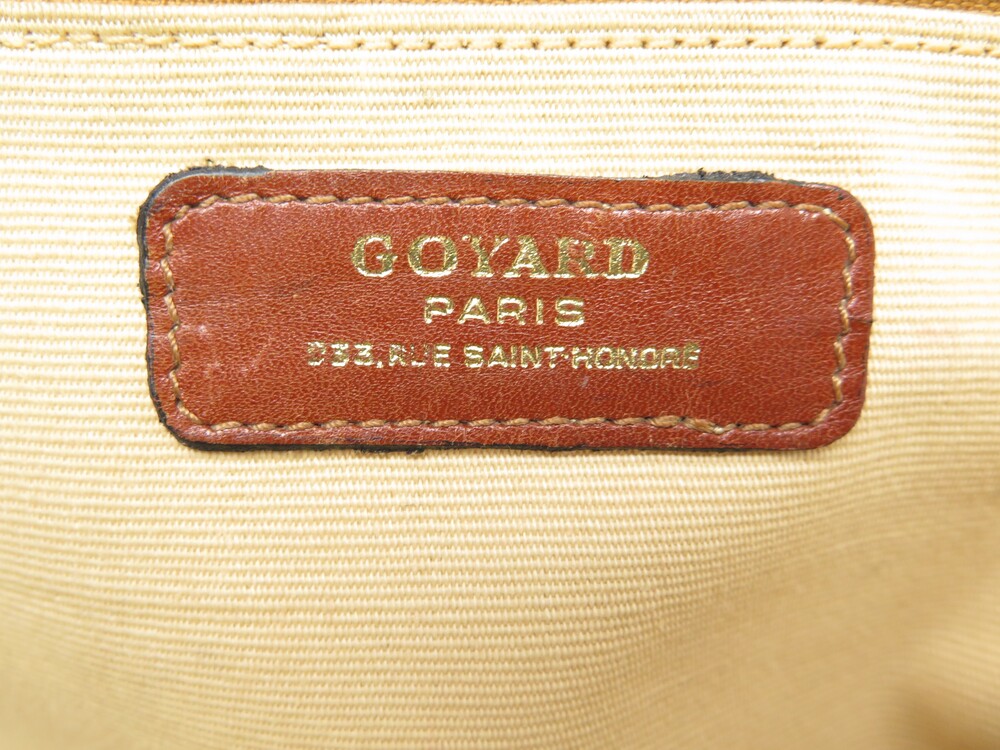 GOYARD
PARIS
233, RUE SAINT-HONORÉ